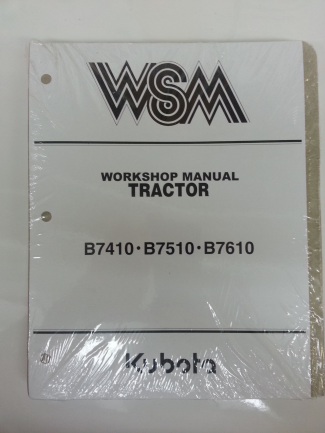 WSM
WORKSHOP MANUAL
TRACTOR
B7410・B7510・B7610
Kubota